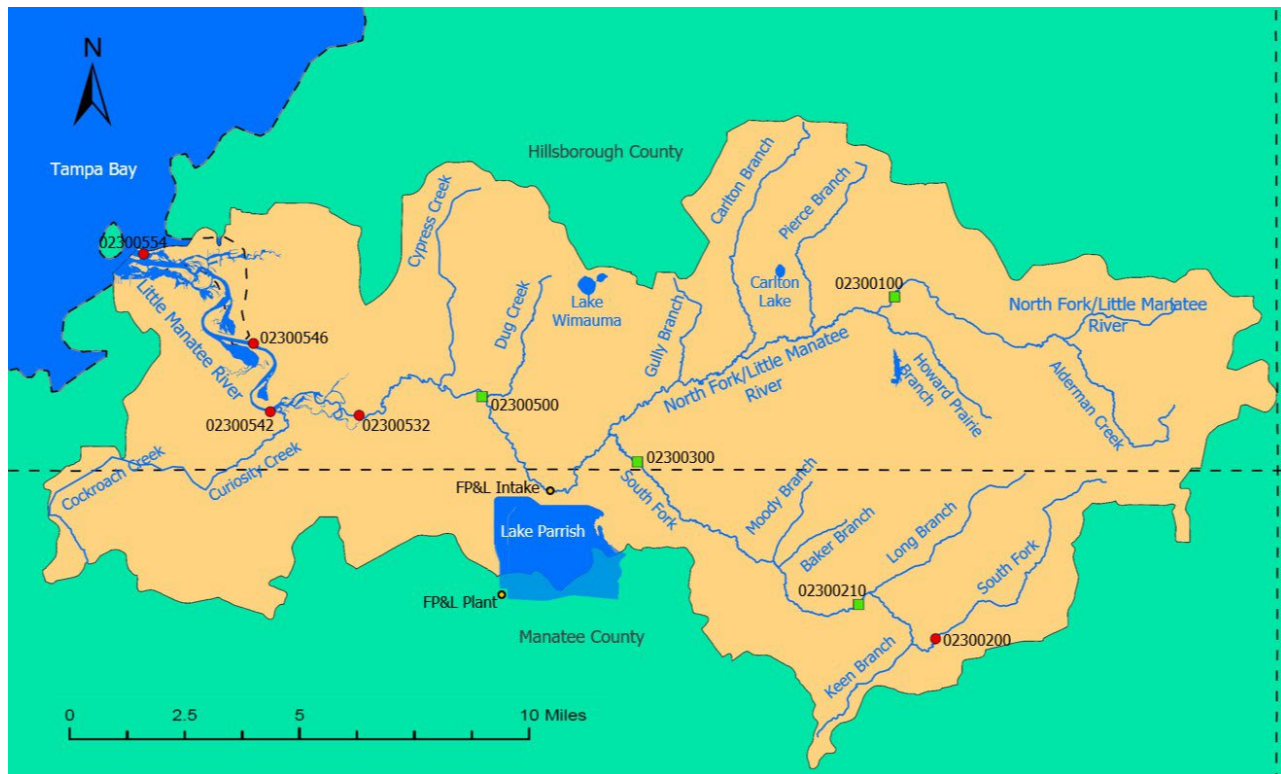 N
Tampa Bay
Hillsborough County
Carlton Branch
Pierce Branch
Cypress Creek
02300554
Little Manatee River
Dug Creek
Lake
Wimauma
Carlton
Lake
02300100
North Fork/Little Manatee
River
Gully Branch
02300546
North Fork/Little Manatee
River
Howard Prairie
Branch
Alderman Creek
02300500
02300542
02300532
Cockroach Creek
Curiosity Creek
02300300
FP&L Intake
South Fork
Moody Branch
Lake Parrish
Baker Branch
Long Branch
South Fork
FP&L Plant
02300210
Manatee County
02300200
Keen Branch
0
2.5
5
10 Miles